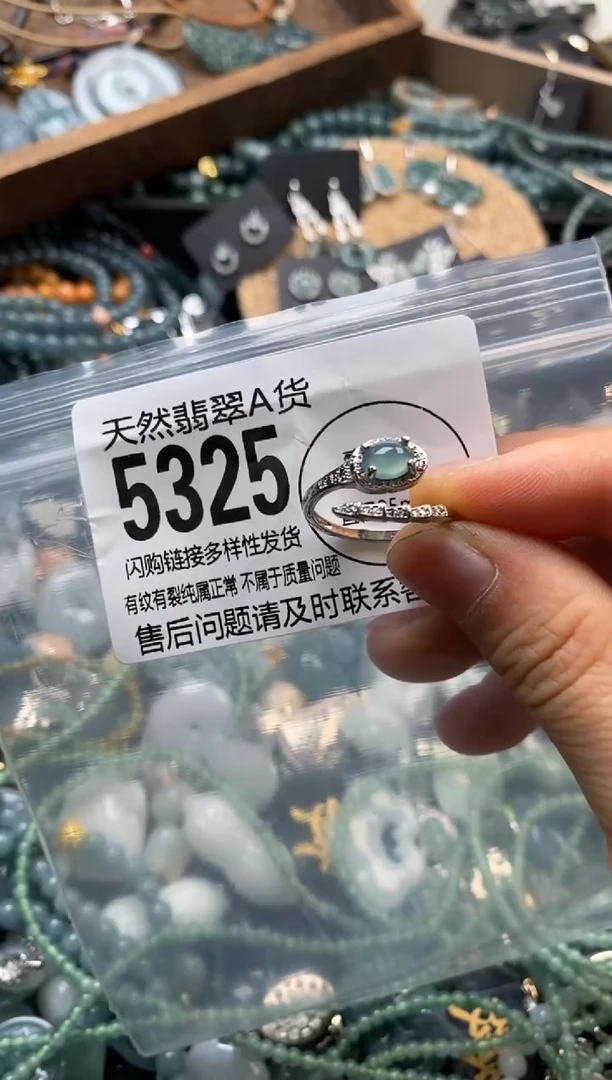 天然翡翠A货
5325
闪购链接多样性发货
有纹有裂纯属正常 不属于质量问题
售后问题请及时联系客